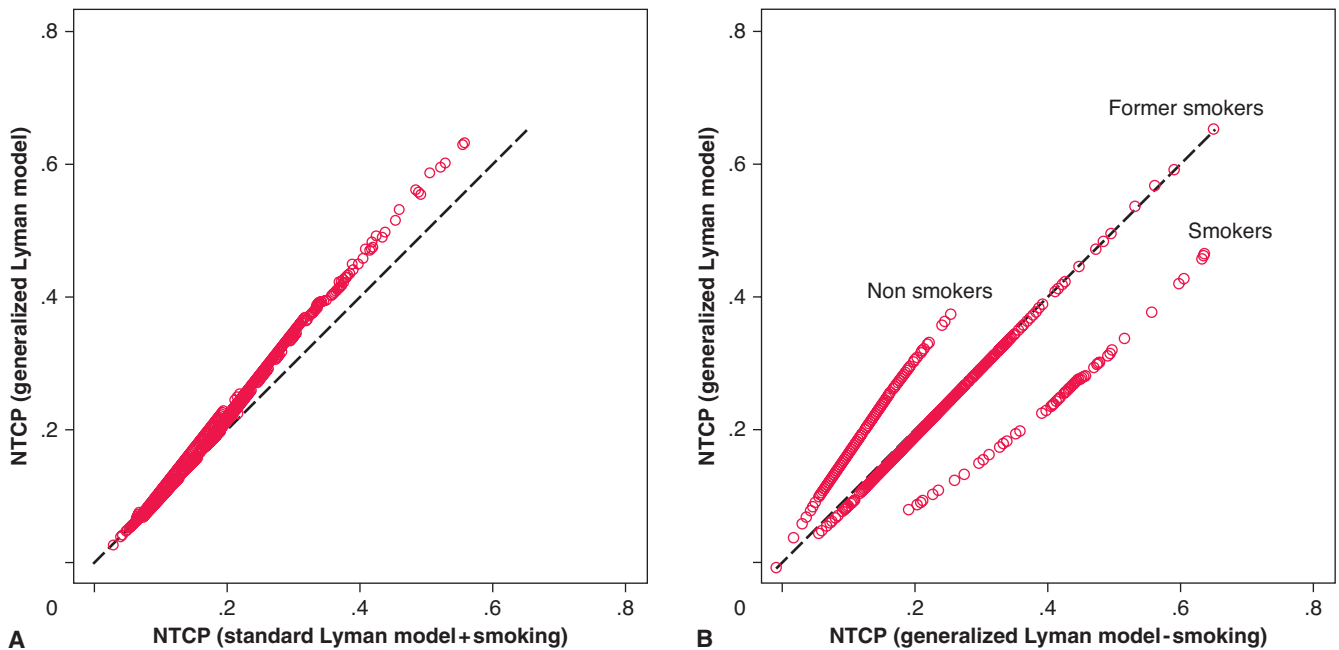 .8
.6
.4
.2
0
.2
.4
.6
.8
NTCP (generalized Lyman model)
NTCP (standard Lyman model+smoking)
A
.8
.6
.4
.2
0
.2
.4
.6
.8
NTCP (generalized Lyman model)
Former smokers
Smokers
Non smokers
NTCP (generalized Lyman model-smoking)
B